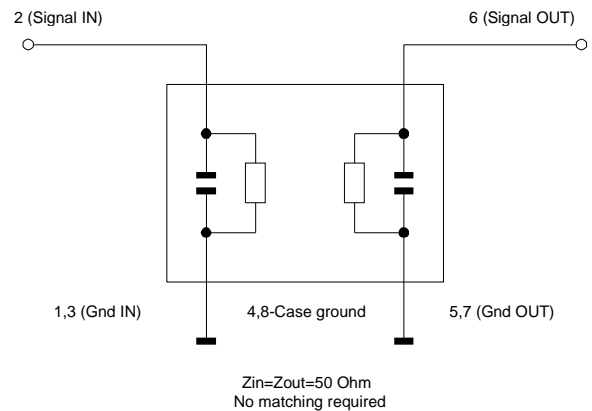 2 (Signal IN) 6 (Signal OUT)
1,3 (Gnd IN) 4,8-Case ground 5,7 (Gnd OUT)
Zin=Zout=50 Ohm
No matching required